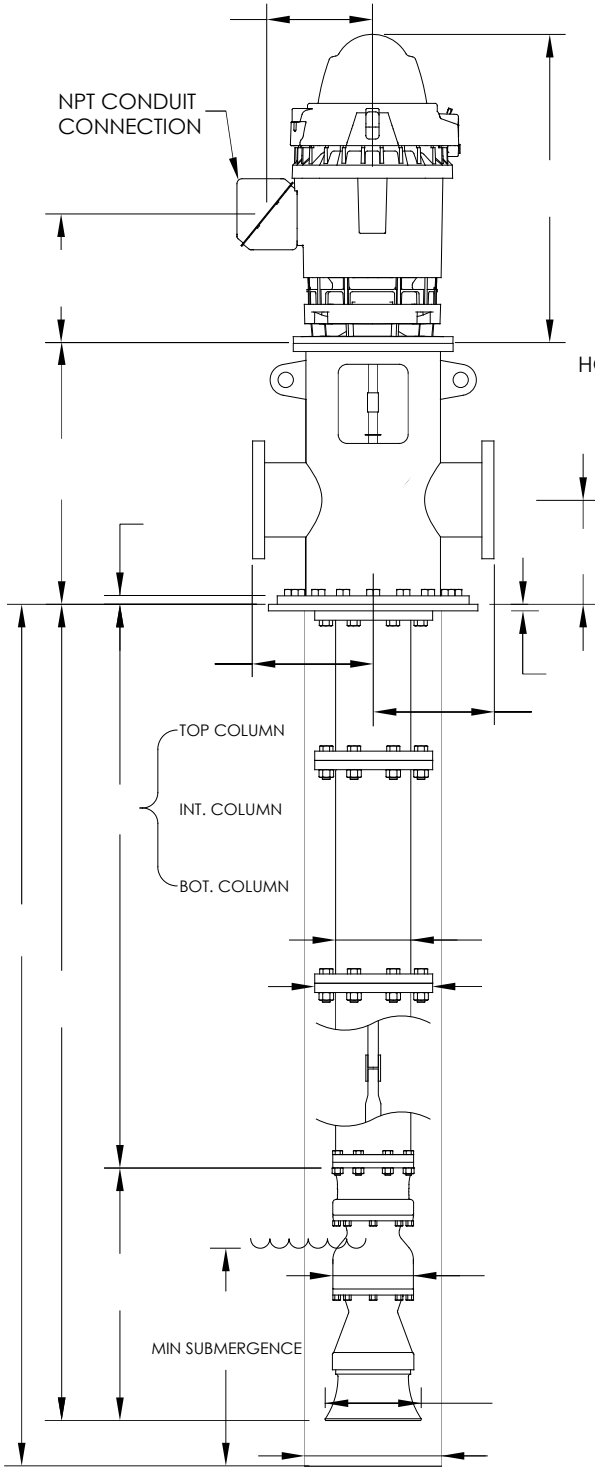 NPT CONDUIT
CONNECTION
TOP COLUMN
INT. COLUMN
BOT. COLUMN
MIN SUBMERGENCE